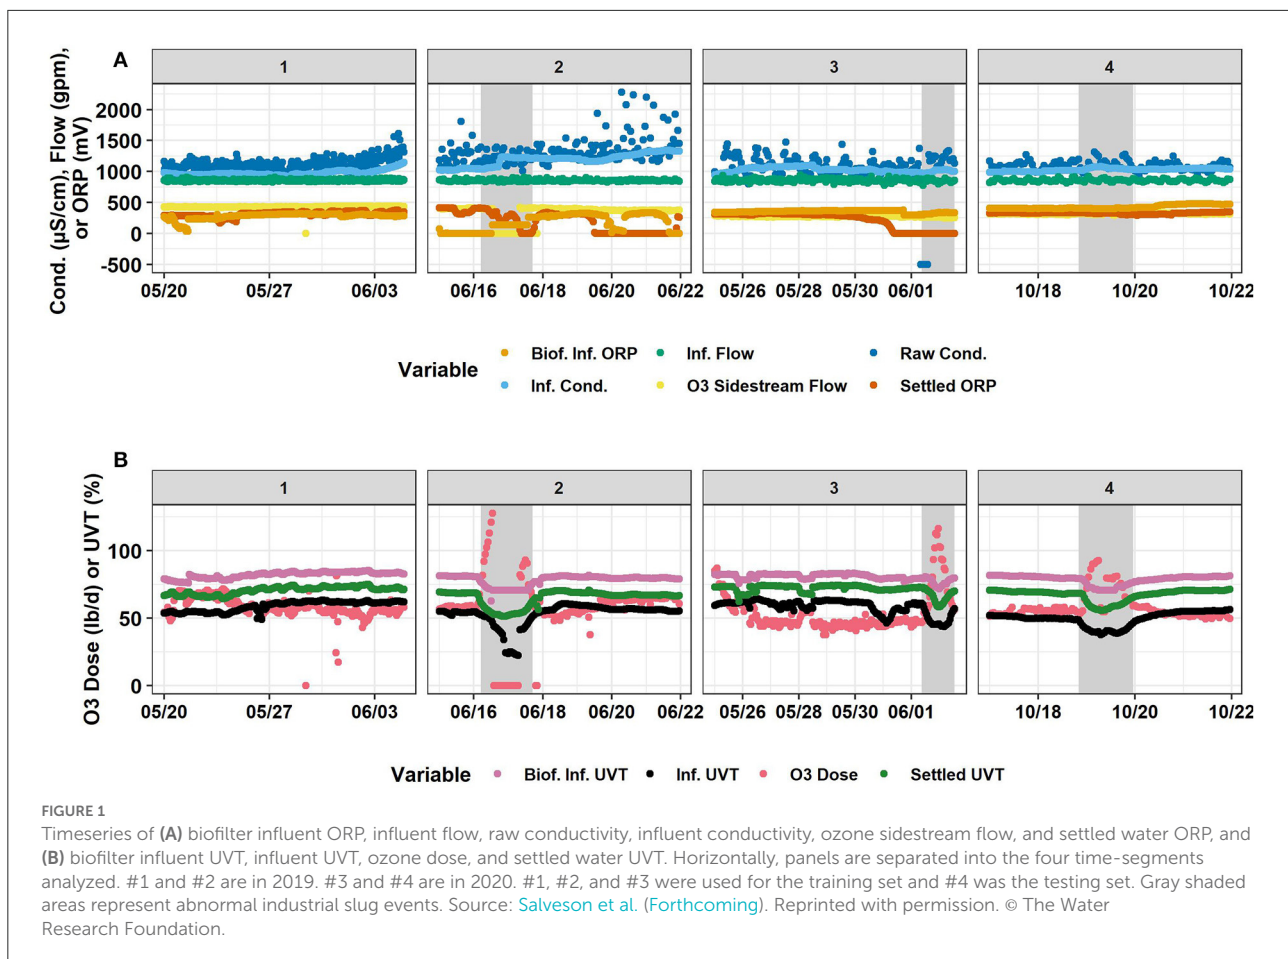 A
Cond. (µS/cm), Flow (gpm),
or ORP (mV)
1
2
3
4
2000
1500
1000
500
0
-500
05/20
05/27
06/03
06/16
06/18
06/20
06/22
05/26
05/28
05/30
06/01
10/18
10/20
10/22
Variable
Biof. Inf. ORP
Inf. Flow
Raw Cond.
Inf. Cond.
O3 Sidestream Flow
Settled ORP
B
O3 Dose (lb/d) or UVT (%)
1
2
3
4
100
50
0
05/20
05/27
06/03
06/16
06/18
06/20
06/22
05/26
05/28
05/30
06/01
10/18
10/20
10/22
Variable
Biof. Inf. UVT
Inf. UVT
O3 Dose
Settled UVT
FIGURE 1
Timeseries of (A) biofilter influent ORP, influent flow, raw conductivity, influent conductivity, ozone sidestream flow, and settled water ORP, and
(B) biofilter influent UVT, influent UVT, ozone dose, and settled water UVT. Horizontally, panels are separated into the four time-segments
analyzed. #1 and #2 are in 2019. #3 and #4 are in 2020. #1, #2, and #3 were used for the training set and #4 was the testing set. Gray shaded
areas represent abnormal industrial slug events. Source: Salveson et al. (Forthcoming). Reprinted with permission. © The Water
Research Foundation.